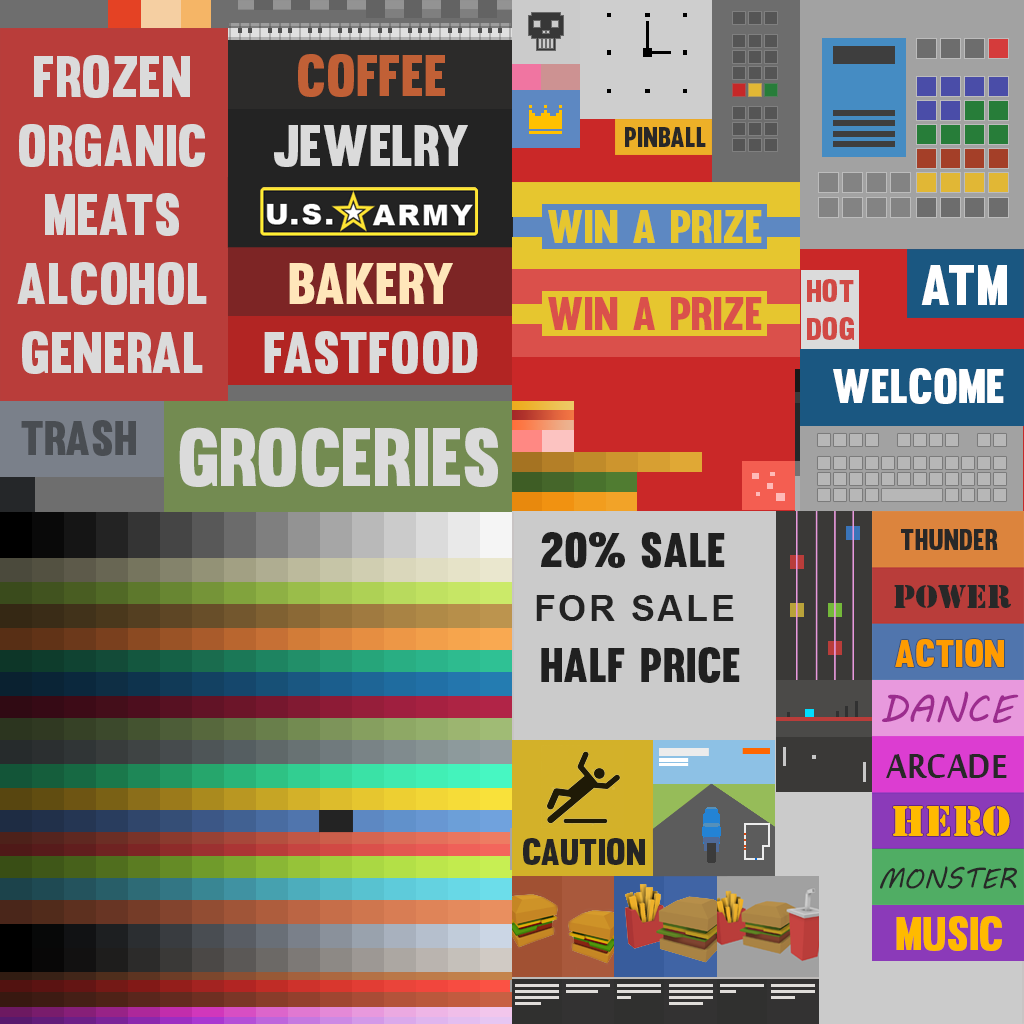 FROZEN
ORGANIC
MEATS
ALCOHOL
GENERAL
COFFEE
JEWELRY
U.S. ARMY
BAKERY
FASTFOOD
TRASH
GROCERIES
PINBALL
WIN A PRIZE
WIN A PRIZE
HOT
DOG
ATM
WELCOME
20% SALE
FOR SALE
HALF PRICE
CAUTION
THUNDER
POWER
ACTION
DANCE
ARCADE
HERO
MONSTER
MUSIC